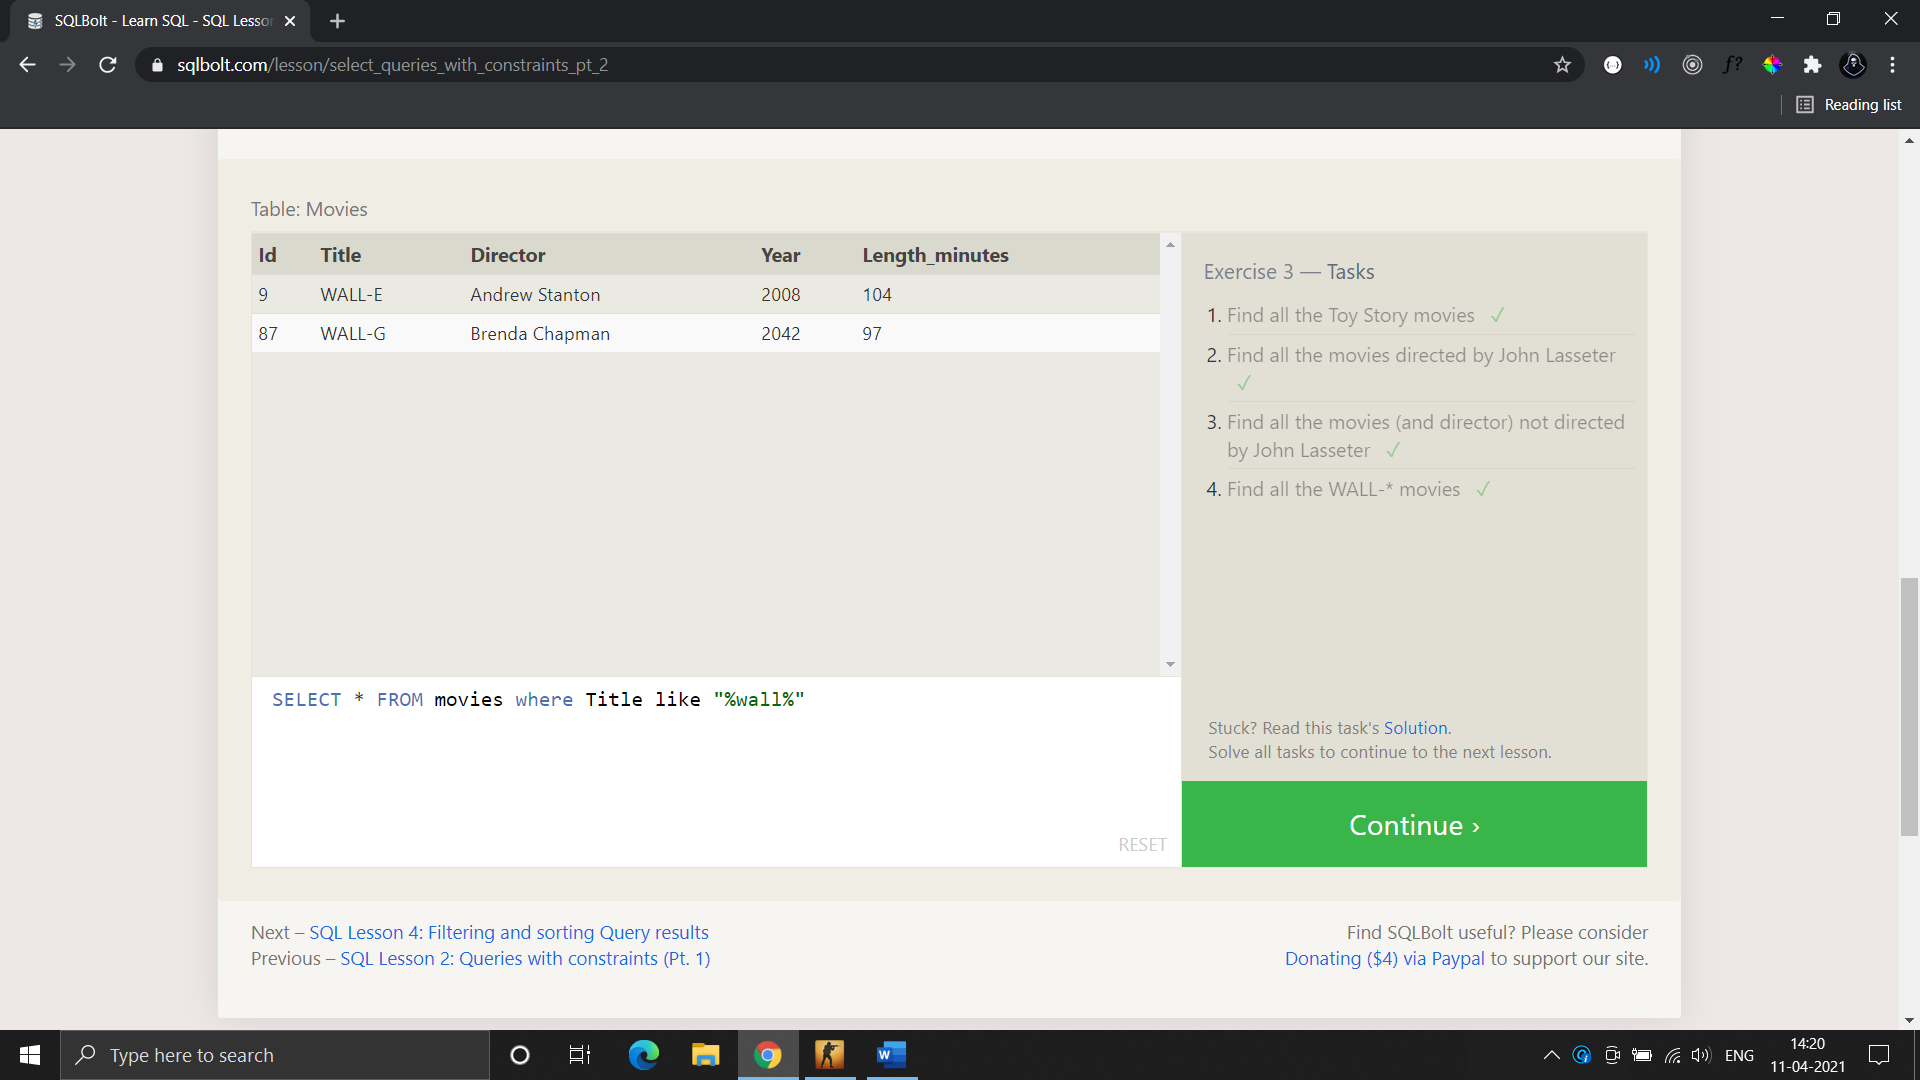 SQLBolt - Learn SQL - SQL Lesso
sqlbolt.com/lesson/select_queries_with_constraints_pt_2
f?
Reading list
Table: Movies
Id Title Director Year Length_minutes
9 WALL-E Andrew Stanton 2008 104
87 WALL-G Brenda Chapman 2042 97
SELECT * FROM movies where Title like "%wall%"
RESET
Exercise 3 — Tasks
1. Find all the Toy Story movies ✓
2. Find all the movies directed by John Lasseter
✓
3. Find all the movies (and director) not directed
by John Lasseter ✓
4. Find all the WALL-* movies ✓
Stuck? Read this task's Solution.
Solve all tasks to continue to the next lesson.
Continue ›
Next – SQL Lesson 4: Filtering and sorting Query results
Previous – SQL Lesson 2: Queries with constraints (Pt. 1)
Find SQLBolt useful? Please consider
Donating ($4) via Paypal to support our site.
Type here to search
W
ENG
14:20
11-04-2021